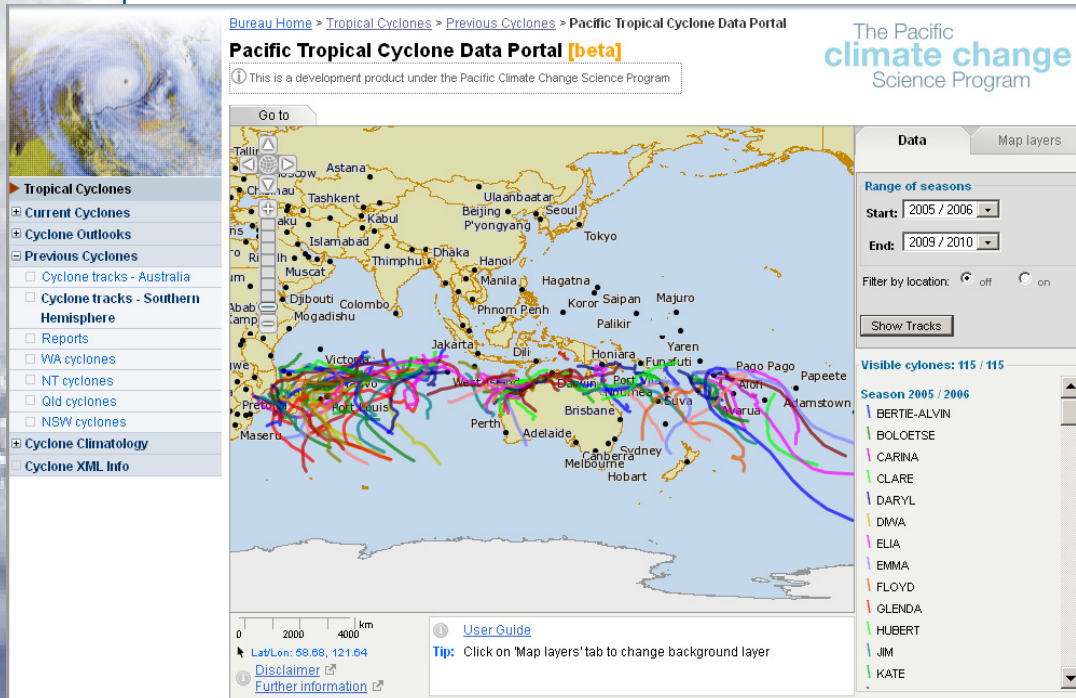 Bureau Home > Tropical Cyclones > Previous Cyclones > Pacific Tropical Cyclone Data Portal
Pacific Tropical Cyclone Data Portal [beta]
This is a development product under the Pacific Climate Change Science Program
The Pacific
climate change
Science Program
Go to
Tropical Cyclones
Current Cyclones
Cyclone Outlooks
Previous Cyclones
Cyclone tracks - Australia
Cyclone tracks - Southern
Hemisphere
Reports
WA cyclones
NT cyclones
Qld cyclones
NSW cyclones
Cyclone Climatology
Cyclone XML Info
Astana
Tashkent
Ulaanbaatar
Beijing
Seoul
P'yongyang
Kabul
Tokyo
Islamabad
Thimphu
Dhaka
Hanoi
Muscat
Manila
Hagatna
Djibouti
Colombo
Phnom Penh
Koror
Saipan
Majuro
Mogadishu
Palikir
Jakarta
Yaren
Dili
Honiara
Funafuti
Victoria
Pago Pago
Papeete
West Island
Darwin
Port Vila
Noumea
Suva
Alofi
Avarua
Adamstown
Port Louis
Brisbane
Maseru
Perth
Adelaide
Sydney
Canberra
Melbourne
Hobart
0 2000 4000 km
Lat/Lon: 58.68, 121.64
Disclaimer
Further information
User Guide
Tip: Click on 'Map layers' tab to change background layer
Data
Map layers
Range of seasons
Start: 2005 / 2006
End: 2009 / 2010
Filter by location: off on
Show Tracks
Visible cylones: 115 / 115
Season 2005 / 2006
BERTIE-ALVIN
BOLOETSE
CARINA
CLARE
DARYL
DIWA
ELIA
EMMA
FLOYD
GLENDA
HUBERT
JIM
KATE